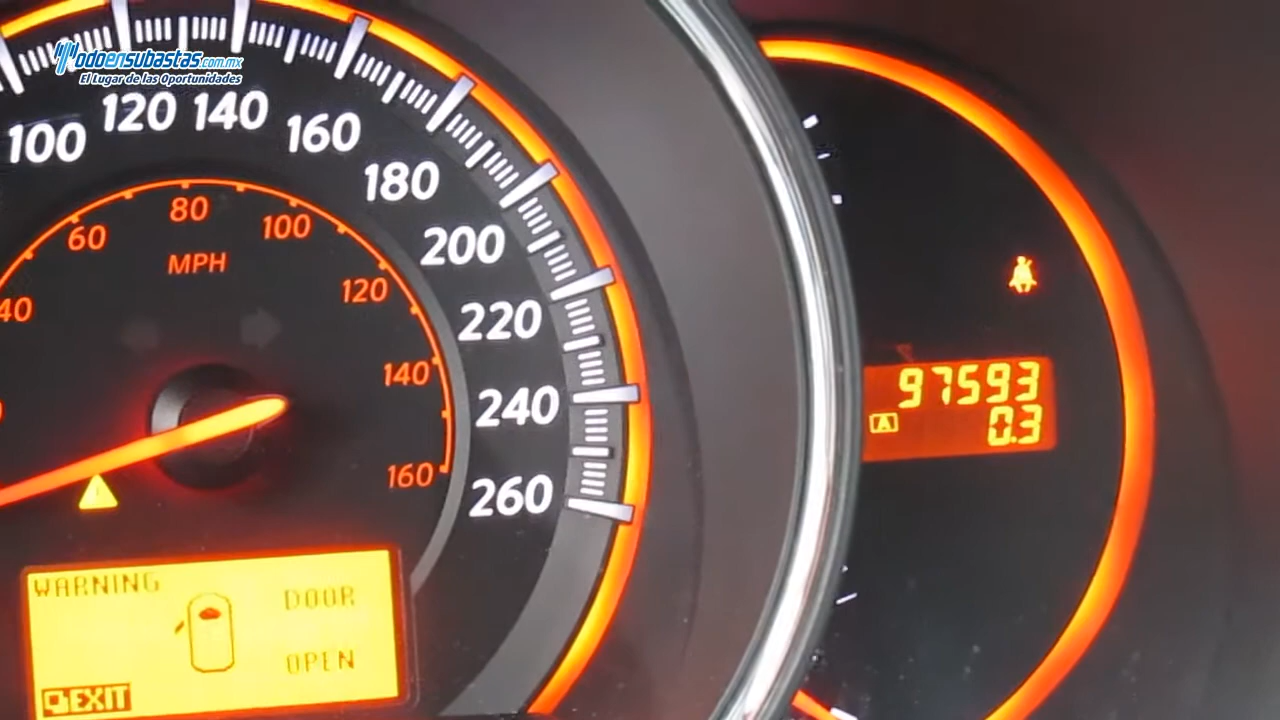 Todoensubastas.com.mx
El Lugar de las Oportunidades
100
120
140
160
180
200
220
240
260
40
60
80
100
120
140
160
MPH
97593
A 0.3
WARNING
DOOR
OPEN
EXIT